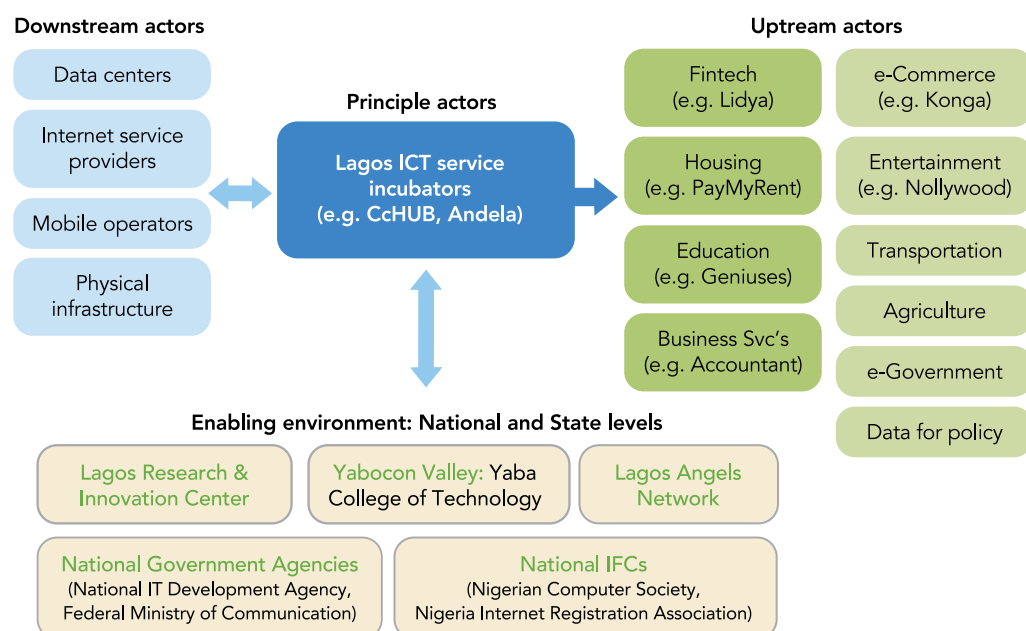 Downstream actors
Data centers
Internet service
providers
Mobile operators
Physical
infrastructure
Principle actors
Lagos ICT service
incubators
(e.g. CcHUB, Andela)
Uptream actors
Fintech
(e.g. Lidya)
Housing
(e.g. PayMyRent)
Education
(e.g. Geniuses)
Business Svc's
(e.g. Accountant)
e-Commerce
(e.g. Konga)
Entertainment
(e.g. Nollywood)
Transportation
Agriculture
e-Government
Data for policy
Enabling environment: National and State levels
Lagos Research &
Innovation Center
Yabocon Valley: Yaba
College of Technology
Lagos Angels
Network
National Government Agencies
(National IT Development Agency,
Federal Ministry of Communication)
National IFCs
(Nigerian Computer Society,
Nigeria Internet Registration Association)